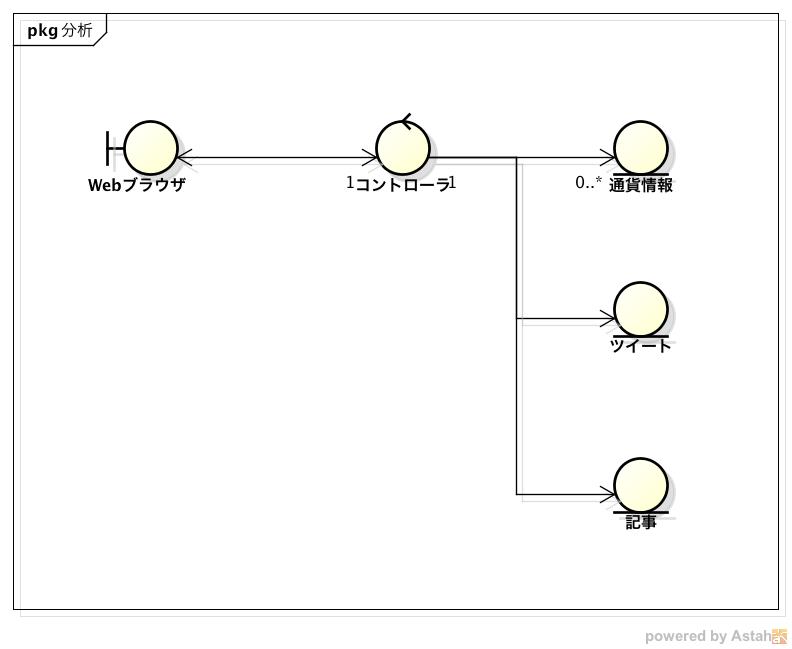 pkg 分析
Webブラウザ
1コントローラ1
0..* 通貨情報
ツイート
記事
powered by Astah